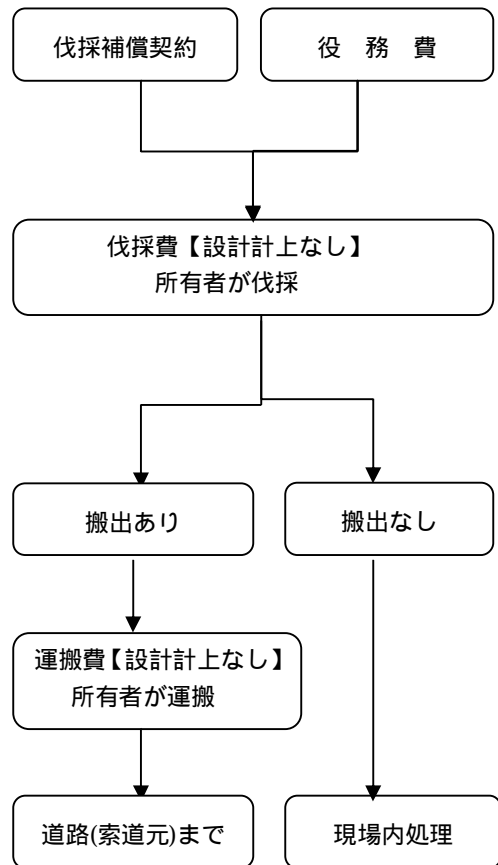 伐採補償契約
役　務　費
伐採費【設計計上なし】
所有者が伐採
搬出あり
搬出なし
運搬費【設計計上なし】
所有者が運搬
道路(索道元)まで
現場内処理